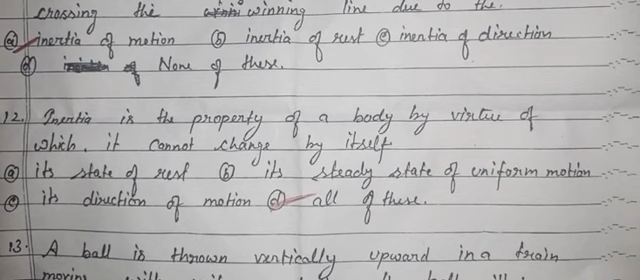 crossing the winning line due to the.
(a) inertia of motion (b) inertia of rest (c) inertia of direction
(d) None of these.
12. Inertia is the property of a body by virtue of
which. it cannot change by itself
(a) its state of rest (b) its steady state of uniform motion
(c) its direction of motion (d) all of these.
13. A ball is thrown vertically upward in a train
moving